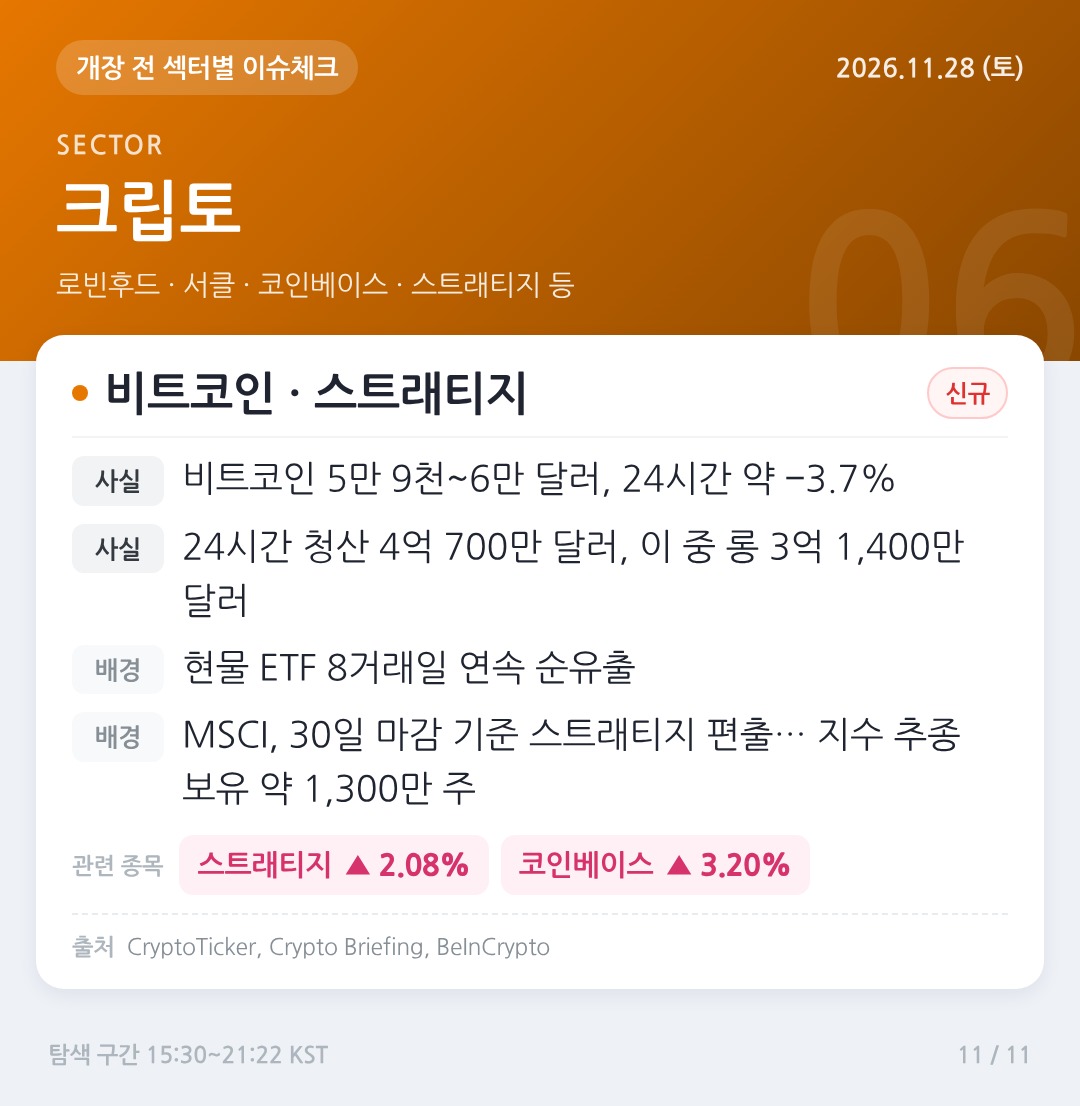 개장 전 섹터별 이슈체크
2026.11.28 (토)
SECTOR
크립토
로빈후드 · 서클 · 코인베이스 · 스트래티지 등
06
비트코인 · 스트래티지
신규
사실 비트코인 5만 9천~6만 달러, 24시간 약 −3.7%
사실 24시간 청산 4억 700만 달러, 이 중 롱 3억 1,400만
달러
배경 현물 ETF 8거래일 연속 순유출
배경 MSCI, 30일 마감 기준 스트래티지 편출… 지수 추종
보유 약 1,300만 주
관련 종목 스트래티지 ▲ 2.08% 코인베이스 ▲ 3.20%
출처 CryptoTicker, Crypto Briefing, BeInCrypto
탐색 구간 15:30~21:22 KST
11 / 11